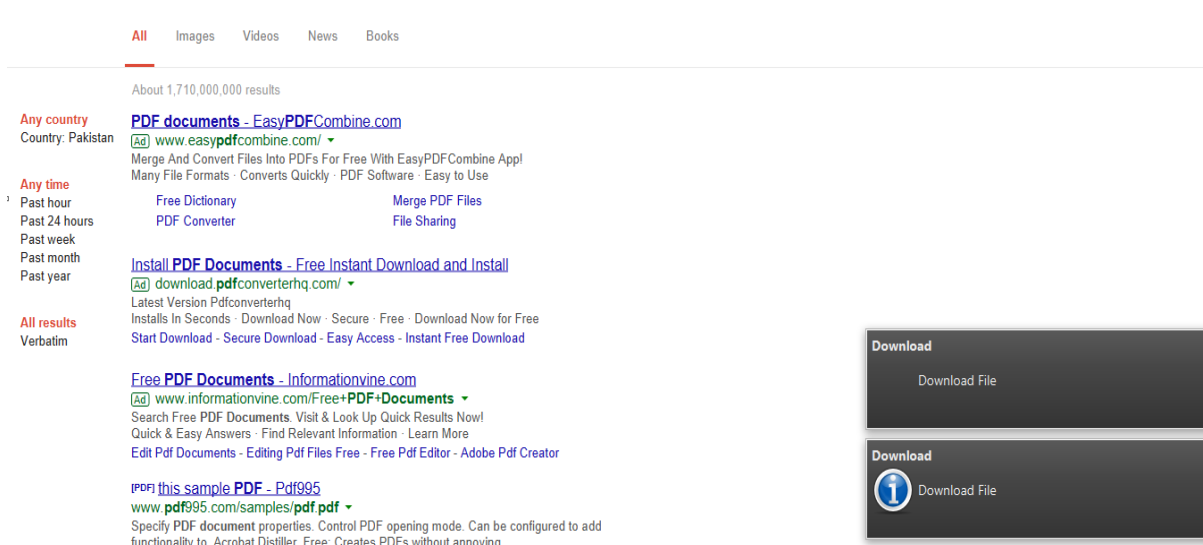 All Images Videos News Books
About 1,710,000,000 results
Any country
Country: Pakistan
Any time
Past hour
Past 24 hours
Past week
Past month
Past year
All results
Verbatim
PDF documents - EasyPDFCombine.com
Ad www.easypdfcombine.com/
Merge And Convert Files Into PDFs For Free With EasyPDFCombine App!
Many File Formats · Converts Quickly · PDF Software · Easy to Use
Free Dictionary Merge PDF Files
PDF Converter File Sharing
Install PDF Documents - Free Instant Download and Install
Ad download.pdfconverterhq.com/
Latest Version Pdfconverterhq
Installs In Seconds · Download Now · Secure · Free · Download Now for Free
Start Download - Secure Download - Easy Access - Instant Free Download
Free PDF Documents - Informationvine.com
Ad www.informationvine.com/Free+PDF+Documents
Search Free PDF Documents. Visit & Look Up Quick Results Now!
Quick & Easy Answers · Find Relevant Information · Learn More
Edit Pdf Documents - Editing Pdf Files Free - Free Pdf Editor - Adobe Pdf Creator
[PDF] this sample PDF - Pdf995
www.pdf995.com/samples/pdf.pdf
Specify PDF document properties. Control PDF opening mode. Can be configured to add
functionality to Acrobat Distiller. Free: Creates PDFs without annoying
Download
Download File
Download
Download File